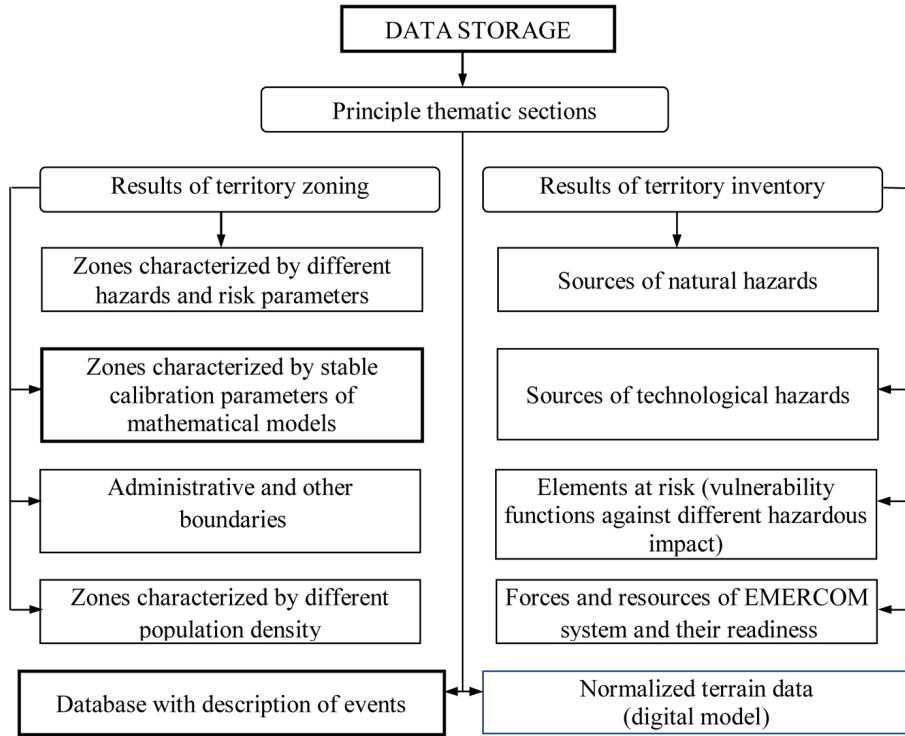 DATA STORAGE
Principle thematic sections
Results of territory zoning
Results of territory inventory
Zones characterized by different
hazards and risk parameters
Sources of natural hazards
Zones characterized by stable
calibration parameters of
mathematical models
Sources of technological hazards
Administrative and other
boundaries
Elements at risk (vulnerability
functions against different hazardous
impact)
Zones characterized by different
population density
Forces and resources of EMERCOM
system and their readiness
Database with description of events
Normalized terrain data
(digital model)